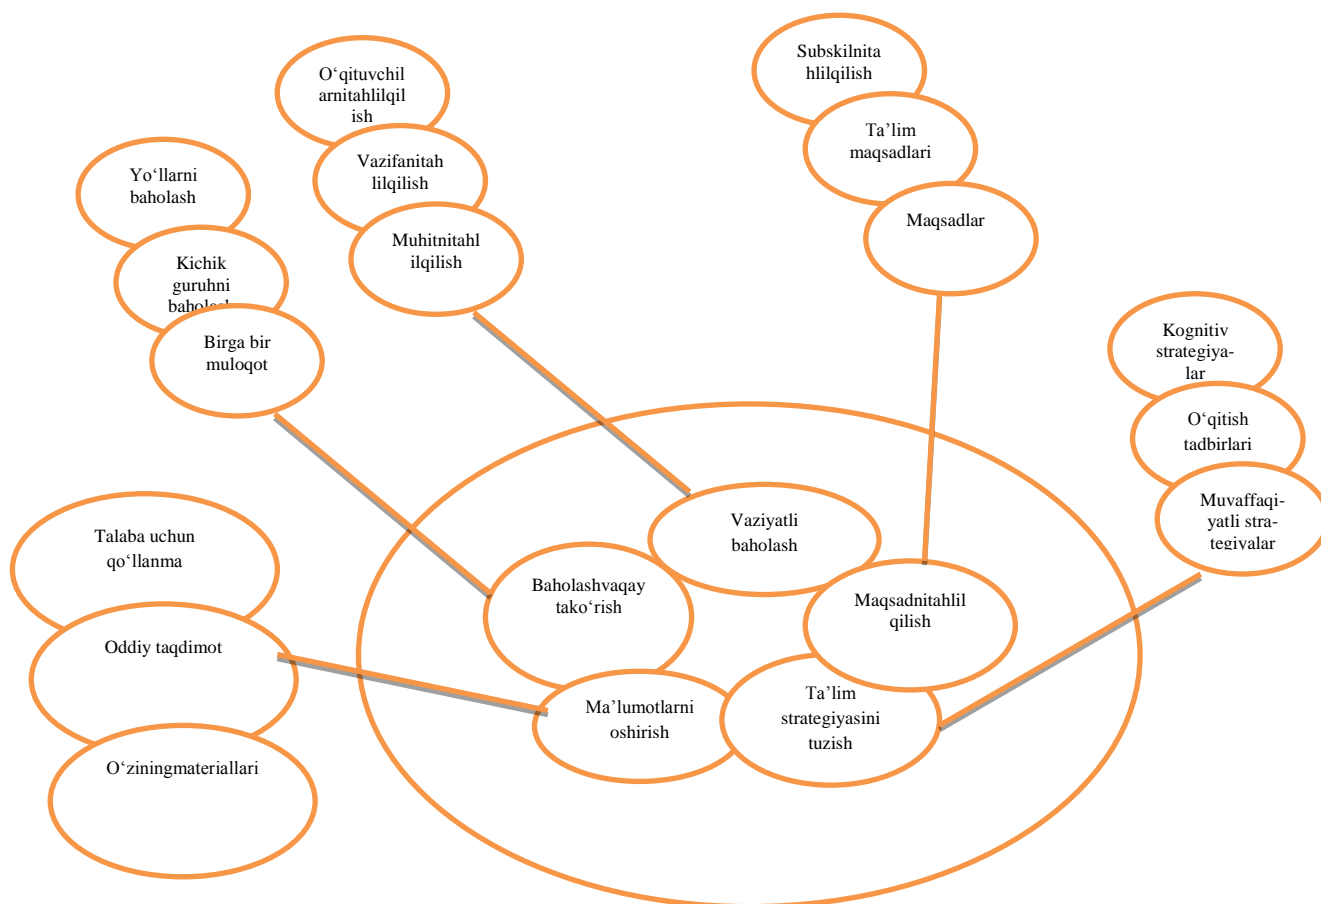 Subskilnita
hlilqilish
O‘qituvchil
arnitahlilqil
ish
Ta’lim
maqsadlari
Vazifanitah
lilqilish
Yo‘llarni
baholash
Maqsadlar
Muhitnitahl
ilqilish
Kichik
guruhni
baholash
Birga bir
muloqot
Kognitiv
strategiya-
lar
O‘qitish
tadbirlari
Muvaffaqi-
yatli stra-
tegiyalar
Talaba uchun
qo‘llanma
Vaziyatli
baholash
Baholashvaqay
tako‘rish
Maqsadnitahlil
qilish
Oddiy taqdimot
Ma’lumotlarni
oshirish
Ta’lim
strategiyasini
tuzish
O‘ziningmateriallari